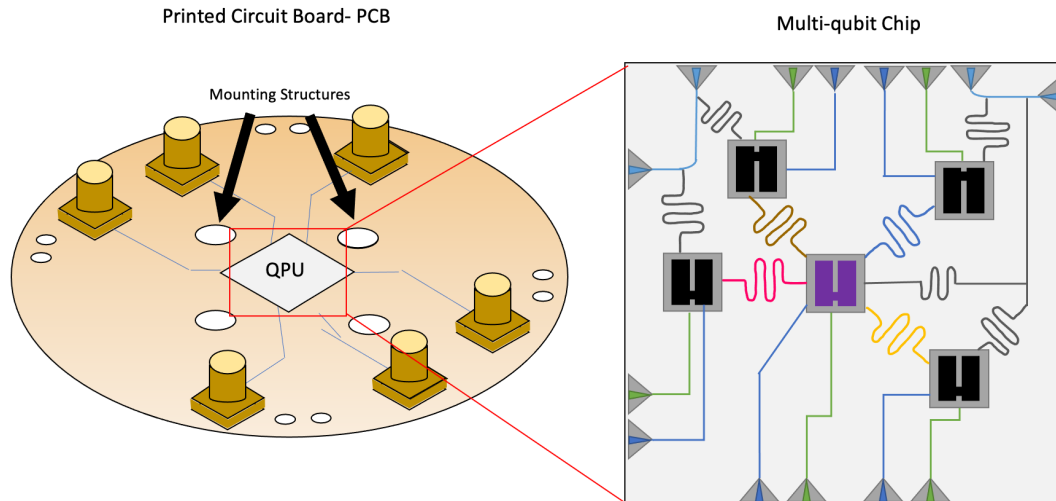 Printed Circuit Board- PCB
Multi-qubit Chip
Mounting Structures
QPU